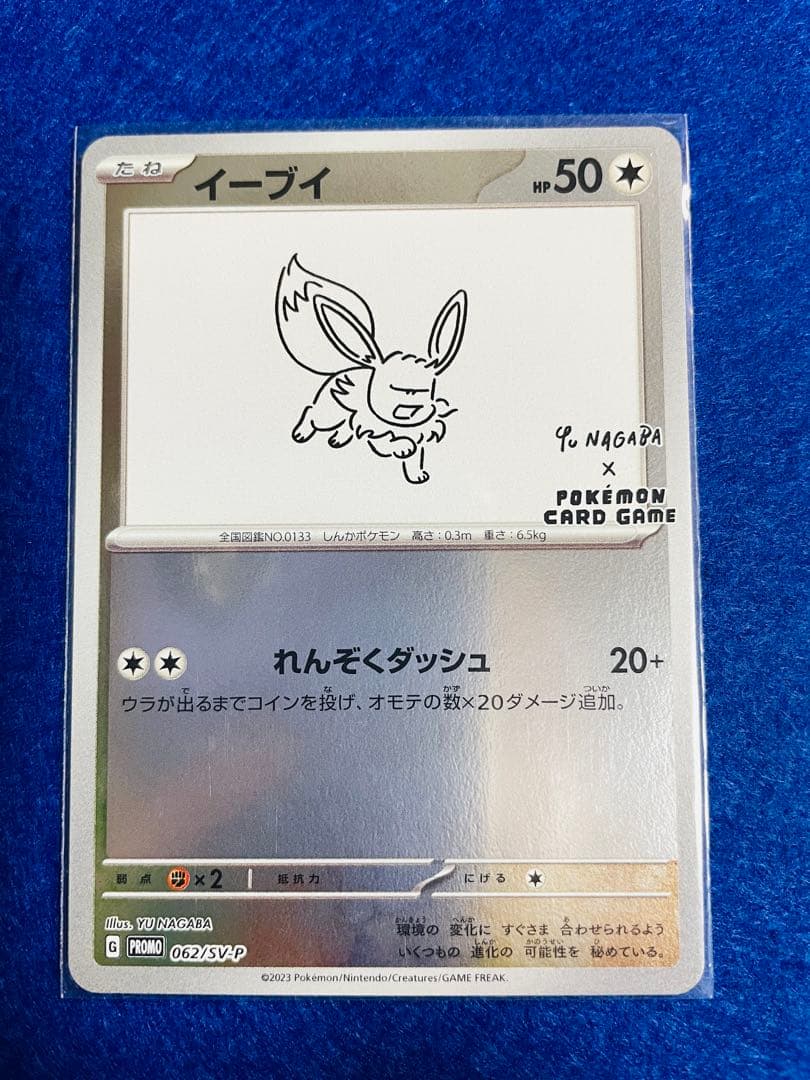 たね
イーブイ
HP 50
Yu NAGABA
×
POKÉMON
CARD GAME
全国図鑑NO.0133 しんかポケモン 高さ:0.3m 重さ:6.5kg
れんぞくダッシュ 20+
ウラが出るまでコインを投げ、オモテの数×20ダメージ追加。
弱点 ×2 抵抗力 にげる
Illus. YU NAGABA
G PROMO 062/SV-P
環境の 変化に すぐさま 合わせられるよう
いくつもの 進化の 可能性を 秘めている。
©2023 Pokémon/Nintendo/Creatures/GAME FREAK.